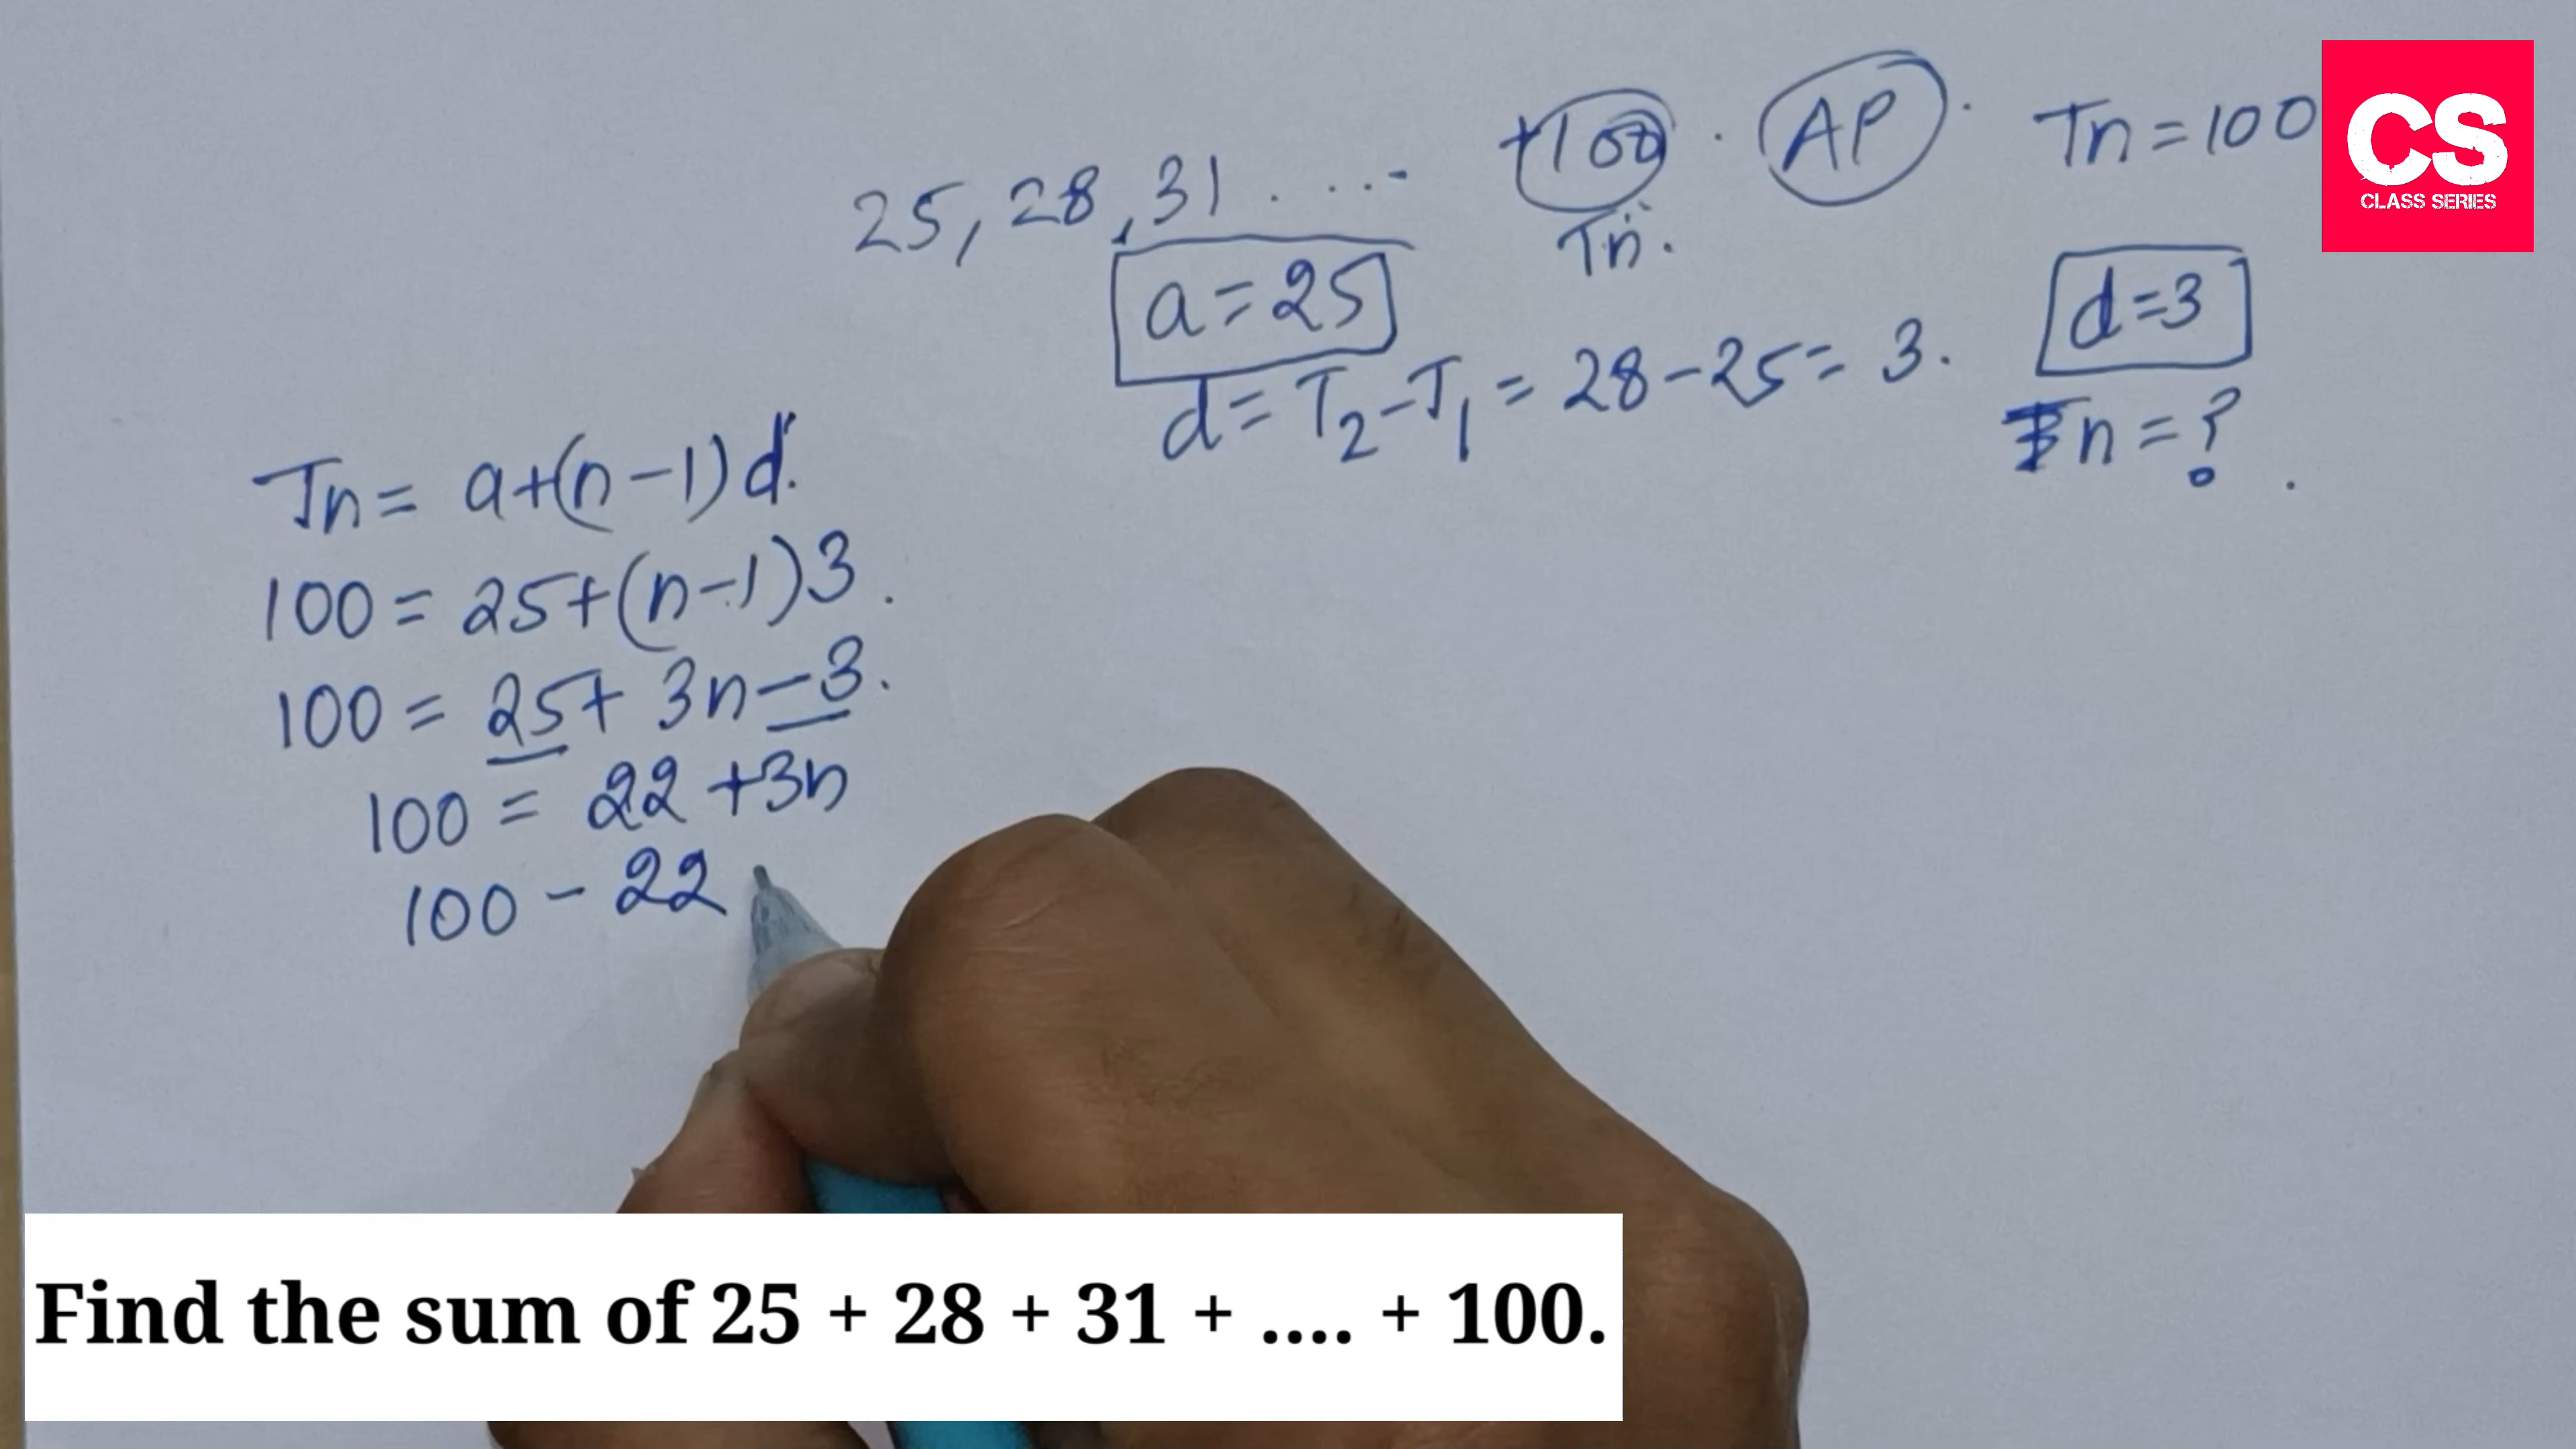 25, 28, 31 . ... +100 . AP . Tn = 100
Tn.
a = 25
d = 3
d = T2 - T1 = 28 - 25 = 3.
n = ? .
Tn = a + (n - 1) d.
100 = 25 + (n - 1) 3 .
100 = 25 + 3n - 3.
100 = 22 + 3n
100 - 22
CS
CLASS SERIES
Find the sum of 25 + 28 + 31 + .... + 100.